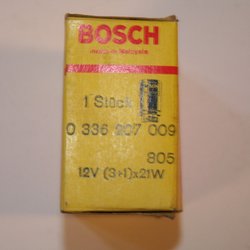 BOSCH
Made in Malaysia
1 Stück
0 336 207 009
805
12V (3+1)x21W